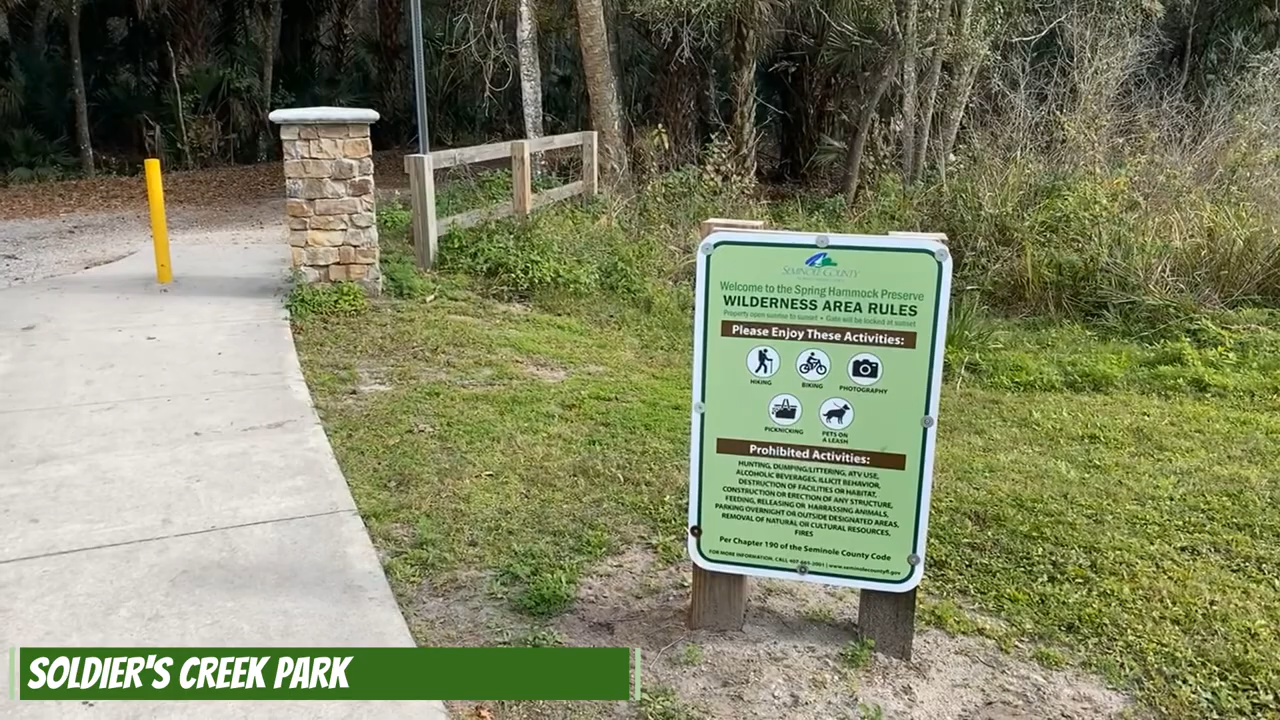 SEMINOLE COUNTY
Welcome to the Spring Hammock Preserve
WILDERNESS AREA RULES
Property open sunrise to sunset • Gate will be locked at sunset
Please Enjoy These Activities:
HIKING
BIKING
PHOTOGRAPHY
PICKNICKING
PETS ON
A LEASH
Prohibited Activities:
HUNTING, DUMPING/LITTERING, ATV USE,
ALCOHOLIC BEVERAGES, ILLICIT BEHAVIOR,
DESTRUCTION OF FACILITIES OR HABITAT,
CONSTRUCTION OR ERECTION OF ANY STRUCTURE,
FEEDING, RELEASING OR HARRASSING ANIMALS,
PARKING OVERNIGHT OR OUTSIDE DESIGNATED AREAS,
REMOVAL OF NATURAL OR CULTURAL RESOURCES,
FIRES
Per Chapter 190 of the Seminole County Code
FOR MORE INFORMATION, CALL | www.seminolecountyfl.gov
SOLDIER'S CREEK PARK